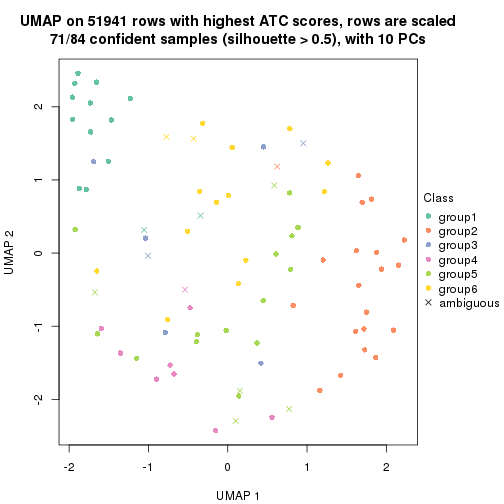 UMAP on 51941 rows with highest ATC scores, rows are scaled
71/84 confident samples (silhouette > 0.5), with 10 PCs
2
1
0
-1
-2
UMAP 2
-2
-1
0
1
2
UMAP 1
Class
group1
group2
group3
group4
group5
group6
ambiguous